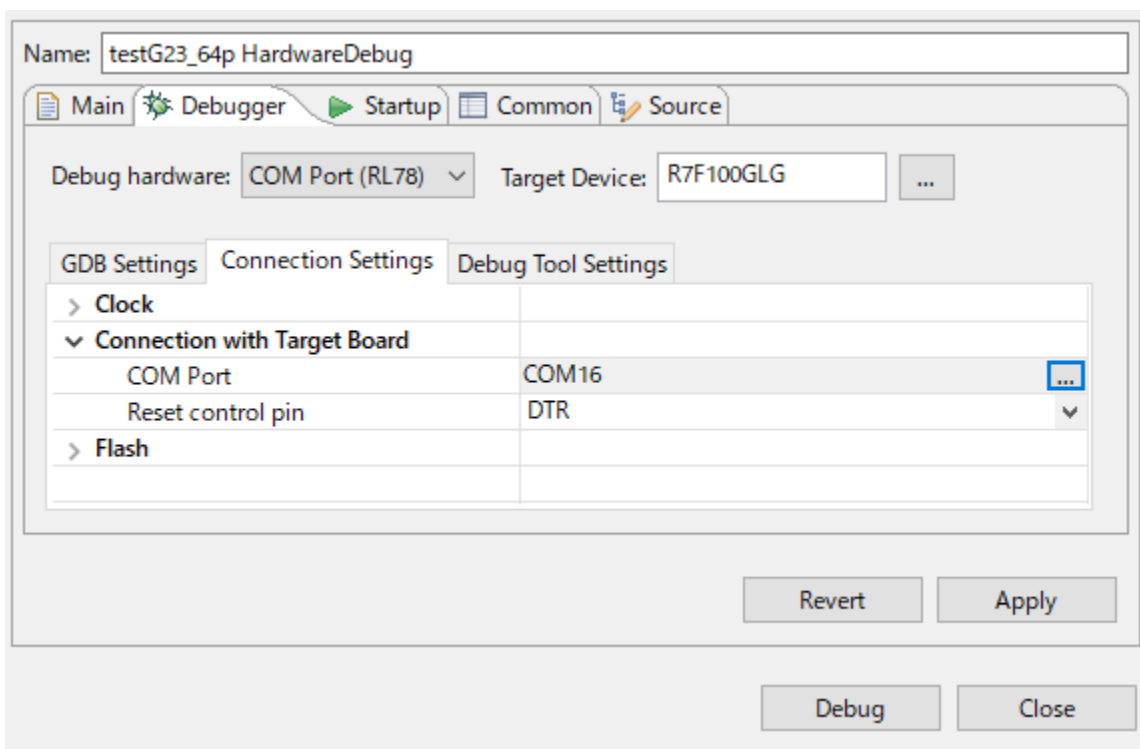 Name: testG23_64p HardwareDebug
Main Debugger Startup Common Source
Debug hardware: COM Port (RL78) Target Device: R7F100GLG ...
GDB Settings Connection Settings Debug Tool Settings
Clock
Connection with Target Board
COM Port COM16 ...
Reset control pin DTR
Flash
Revert Apply
Debug Close